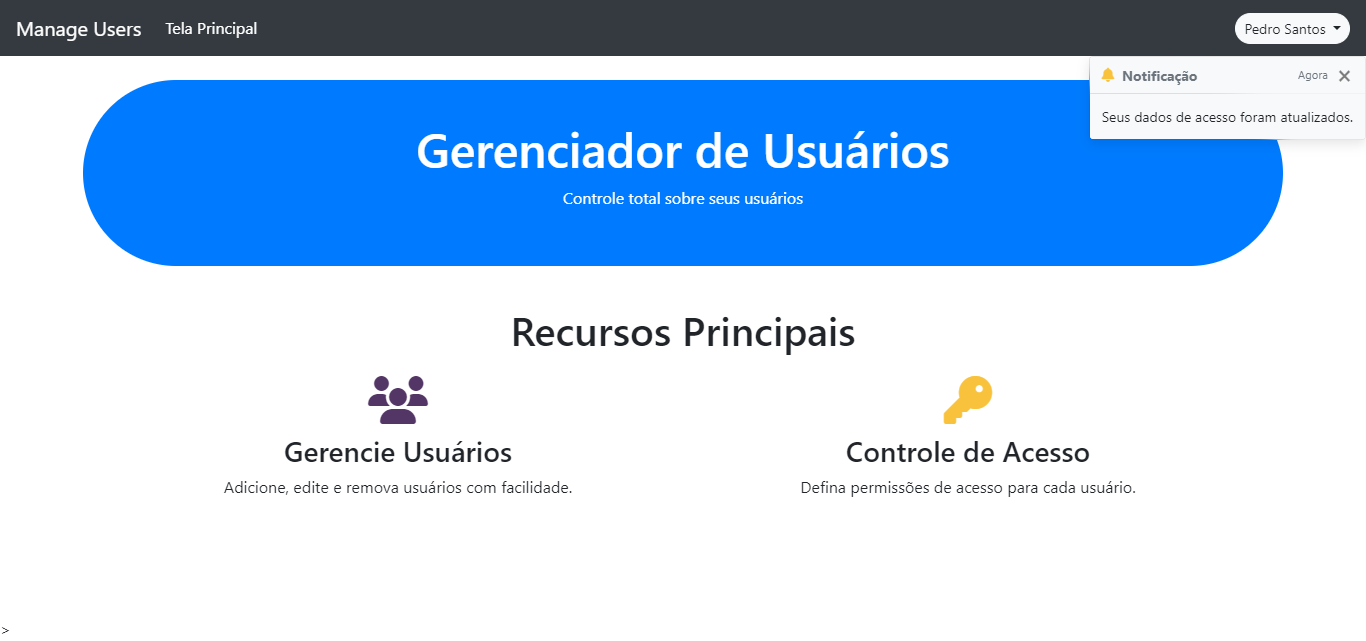 Manage Users Tela Principal Pedro Santos
Notificação Agora
Seus dados de acesso foram atualizados.
Gerenciador de Usuários
Controle total sobre seus usuários
Recursos Principais
Gerencie Usuários
Adicione, edite e remova usuários com facilidade.
Controle de Acesso
Defina permissões de acesso para cada usuário.
>